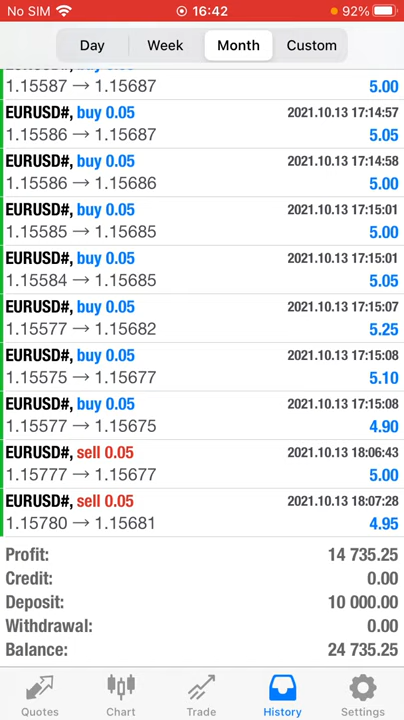 No SIM 16:42 92%
Day Week Month Custom
1.15587 → 1.15687 5.00
EURUSD#, buy 0.05 2021.10.13 17:14:57
1.15586 → 1.15687 5.05
EURUSD#, buy 0.05 2021.10.13 17:14:58
1.15586 → 1.15686 5.00
EURUSD#, buy 0.05 2021.10.13 17:15:01
1.15585 → 1.15685 5.00
EURUSD#, buy 0.05 2021.10.13 17:15:01
1.15584 → 1.15685 5.05
EURUSD#, buy 0.05 2021.10.13 17:15:07
1.15577 → 1.15682 5.25
EURUSD#, buy 0.05 2021.10.13 17:15:08
1.15575 → 1.15677 5.10
EURUSD#, buy 0.05 2021.10.13 17:15:08
1.15577 → 1.15675 4.90
EURUSD#, sell 0.05 2021.10.13 18:06:43
1.15777 → 1.15677 5.00
EURUSD#, sell 0.05 2021.10.13 18:07:28
1.15780 → 1.15681 4.95
Profit: 14 735.25
Credit: 0.00
Deposit: 10 000.00
Withdrawal: 0.00
Balance: 24 735.25
Quotes Chart Trade History Settings